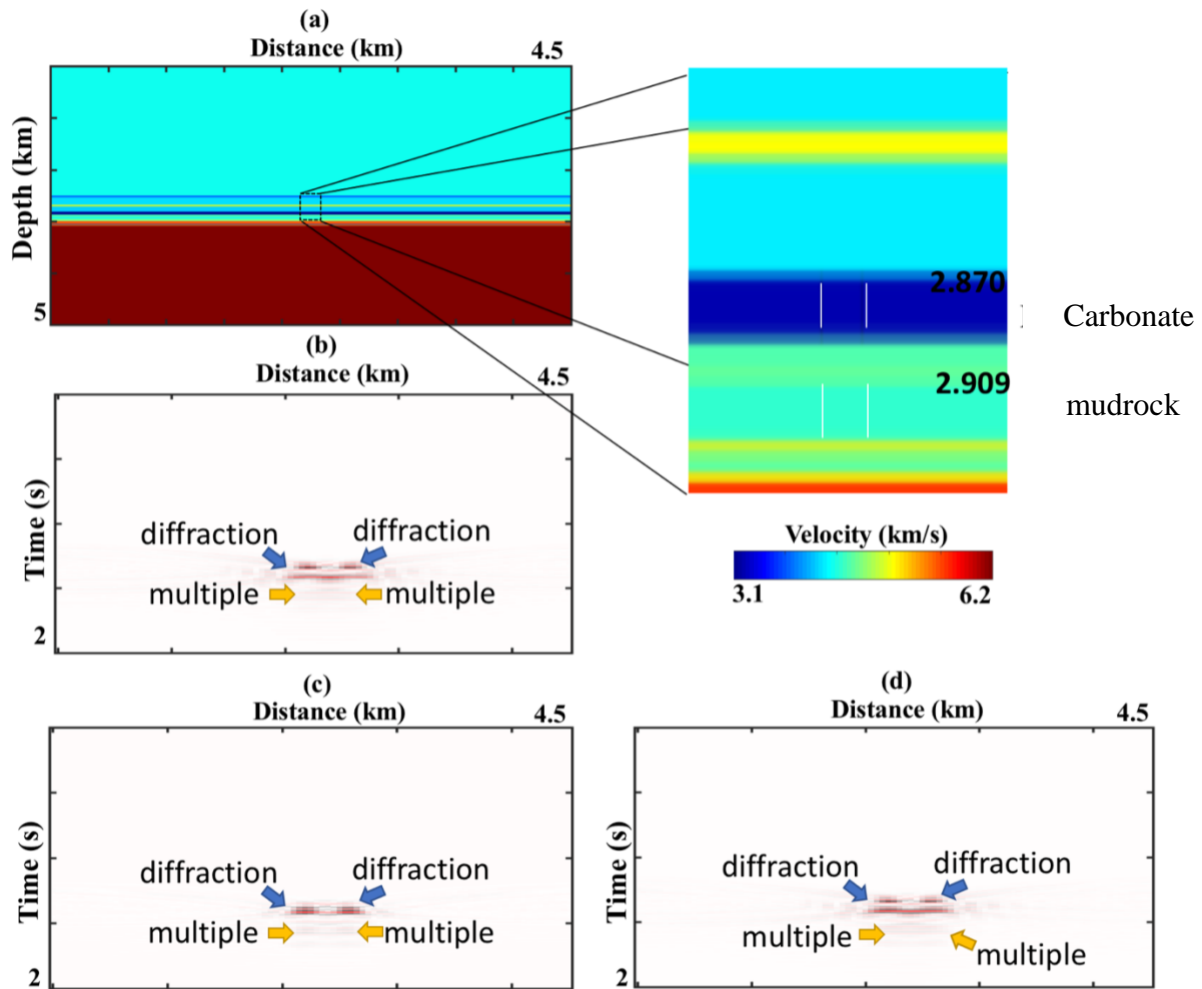 (a)
Distance (km)
4.5
Depth (km)
5
2.870
Carbonate
2.909
mudrock
Velocity (km/s)
3.1
6.2
(b)
Distance (km)
4.5
Time (s)
diffraction
diffraction
multiple
multiple
2
(c)
Distance (km)
4.5
Time (s)
diffraction
diffraction
multiple
multiple
2
(d)
Distance (km)
4.5
Time (s)
diffraction
diffraction
multiple
multiple
2